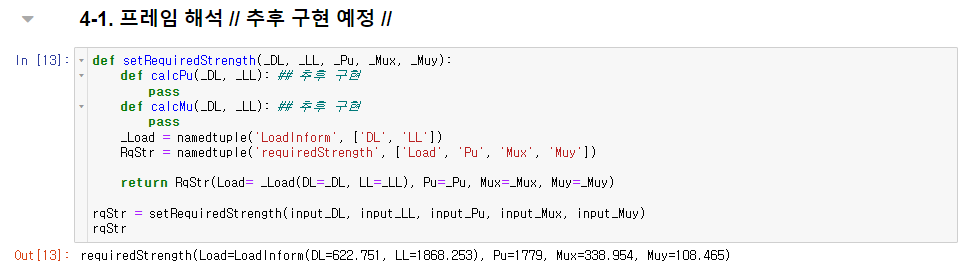 4-1. 프레임 해석 // 추후 구현 예정 //
In [13]: def setRequiredStrength(_DL, _LL, _Pu, _Mux, _Muy):
def calcPu(_DL, _LL): ## 추후 구현
pass
def calcMu(_DL, _LL): ## 추후 구현
pass
_Load = namedtuple('LoadInform', ['DL', 'LL'])
RqStr = namedtuple('requiredStrength', ['Load', 'Pu', 'Mux', 'Muy'])
return RqStr(Load= _Load(DL=_DL, LL=_LL), Pu=_Pu, Mux=_Mux, Muy=_Muy)
rqStr = setRequiredStrength(input_DL, input_LL, input_Pu, input_Mux, input_Muy)
rqStr
Out[13]: requiredStrength(Load=LoadInform(DL=622.751, LL=1868.253), Pu=1779, Mux=338.954, Muy=108.465)